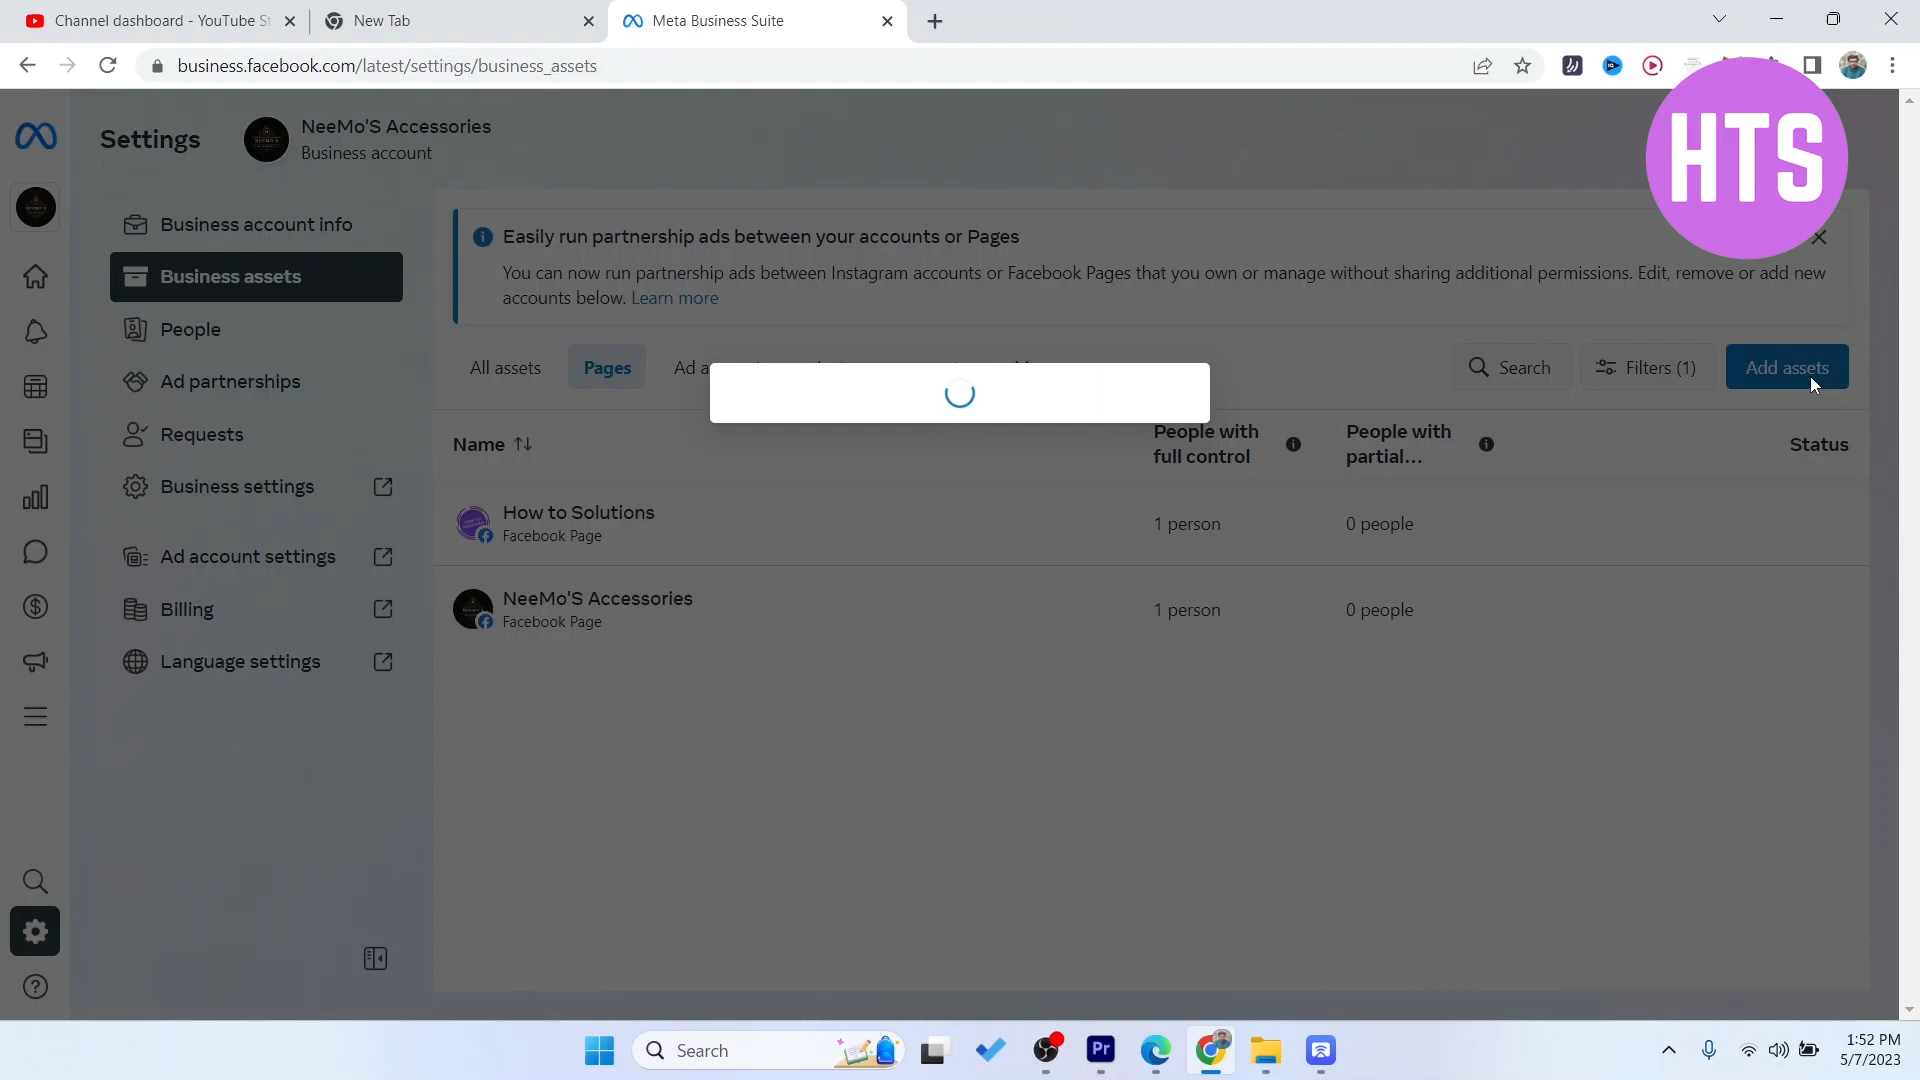 Channel dashboard - YouTube St
New Tab
Meta Business Suite
business.facebook.com/latest/settings/business_assets
HTS
Settings
NeeMo'S Accessories
Business account
Business account info
Business assets
People
Ad partnerships
Requests
Business settings
Ad account settings
Billing
Language settings
Easily run partnership ads between your accounts or Pages
You can now run partnership ads between Instagram accounts or Facebook Pages that you own or manage without sharing additional permissions. Edit, remove or add new
accounts below. Learn more
All assets
Pages
Ad a
Search
Filters (1)
Add assets
Name
People with
full control
People with
partial...
Status
How to Solutions
Facebook Page
1 person
0 people
NeeMo'S Accessories
Facebook Page
1 person
0 people
Search
Pr
1:52 PM
5/7/2023